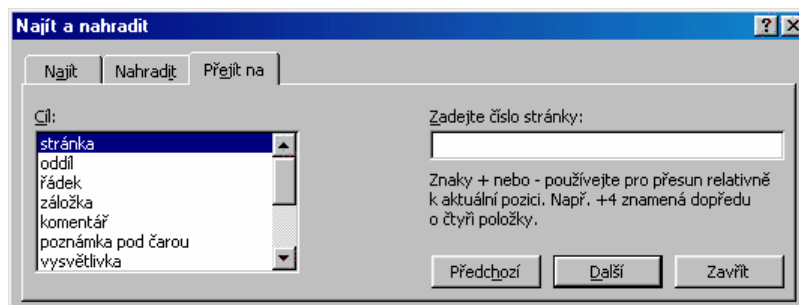 Najít a nahradit
Najít
Nahradit
Přejít na
Cíl:
stránka
oddíl
řádek
záložka
komentář
poznámka pod čarou
vysvětlivka
Zadejte číslo stránky:
Znaky + nebo - používejte pro přesun relativně
k aktuální pozici. Např. +4 znamená dopředu
o čtyři položky.
Předchozí
Další
Zavřít